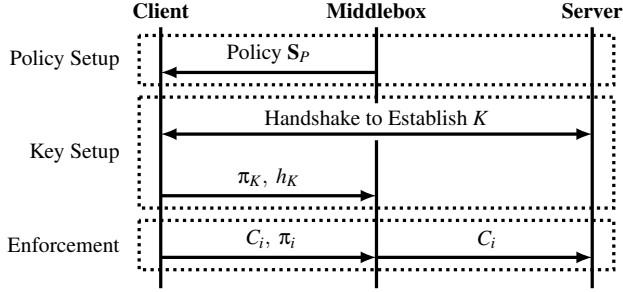 Client Middlebox Server
Policy Setup Policy S_P
Handshake to Establish K
Key Setup
π_K, h_K
Enforcement C_i, π_i C_i